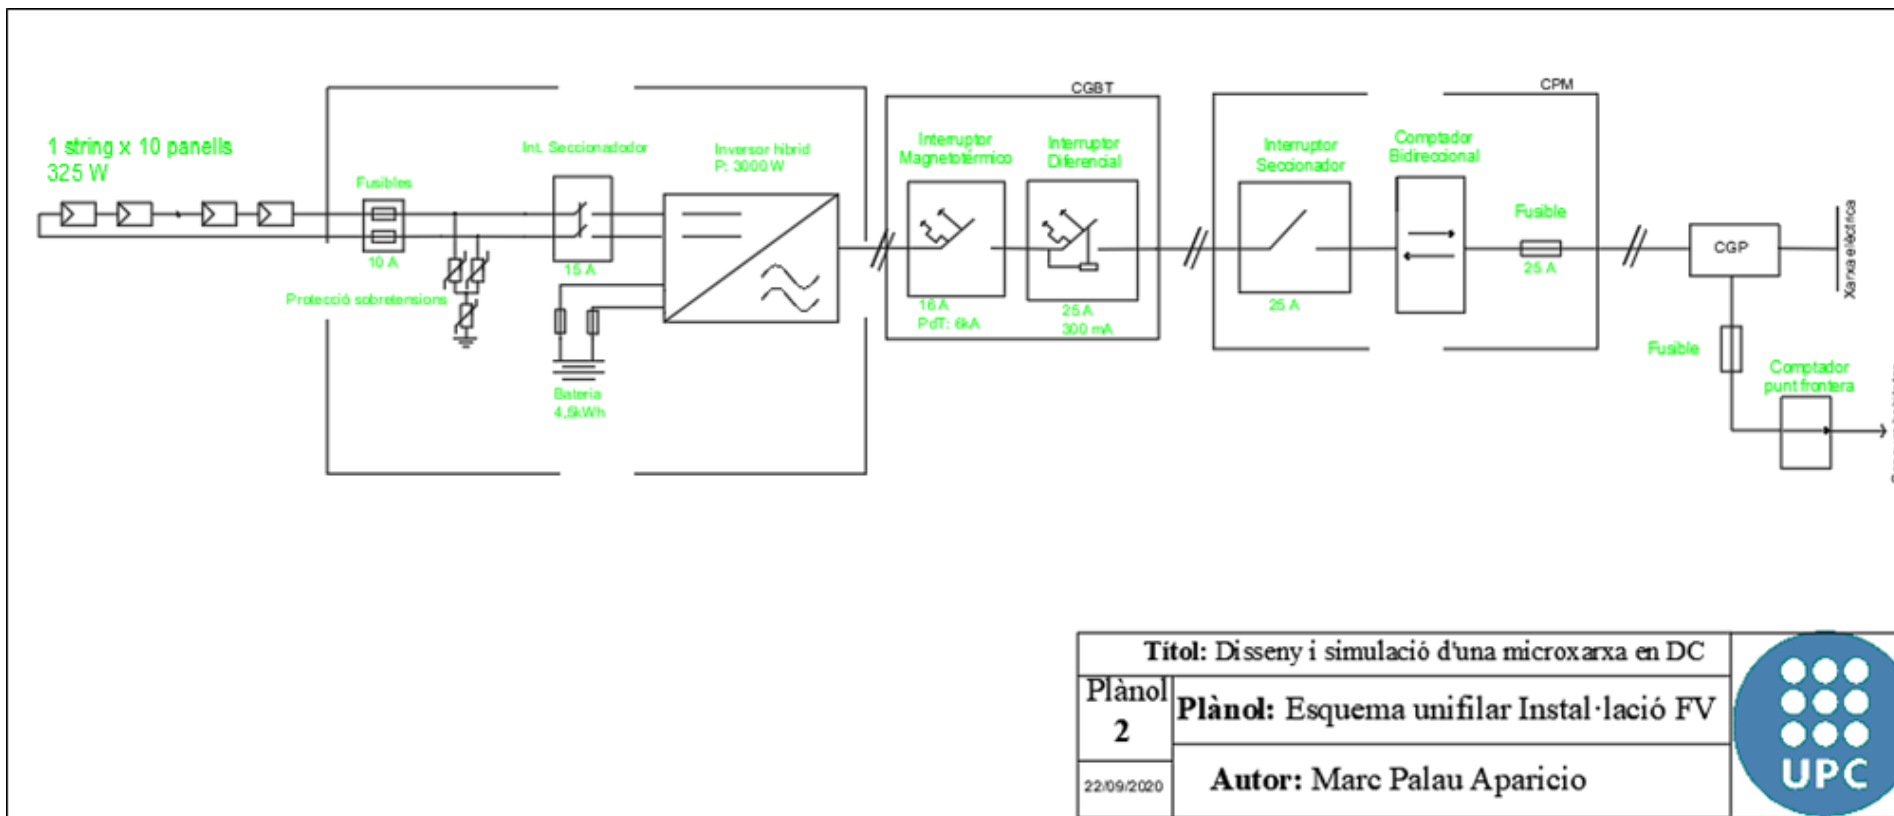 1 string x 10 panells
325 W
Fusibles
10 A
Protecció sobretensions
Int. Seccionadodor
15 A
Bateria
4,5kWh
Inversor híbrid
P: 3000 W
CGBT
Interruptor
Magnetotérmico
16 A
PdT: 6kA
Interruptor
Diferencial
25 A
300 mA
CPM
Interruptor
Seccionador
25 A
Comptador
Bidireccional
Fusible
25 A
CGP
Xarxa elèctrica
Fusible
Comptador
punt frontera
Títol: Disseny i simulació d'una microxarxa en DC
Plànol
2
22/09/2020
Plànol: Esquema unifilar Instal·lació FV
Autor: Marc Palau Aparicio
UPC